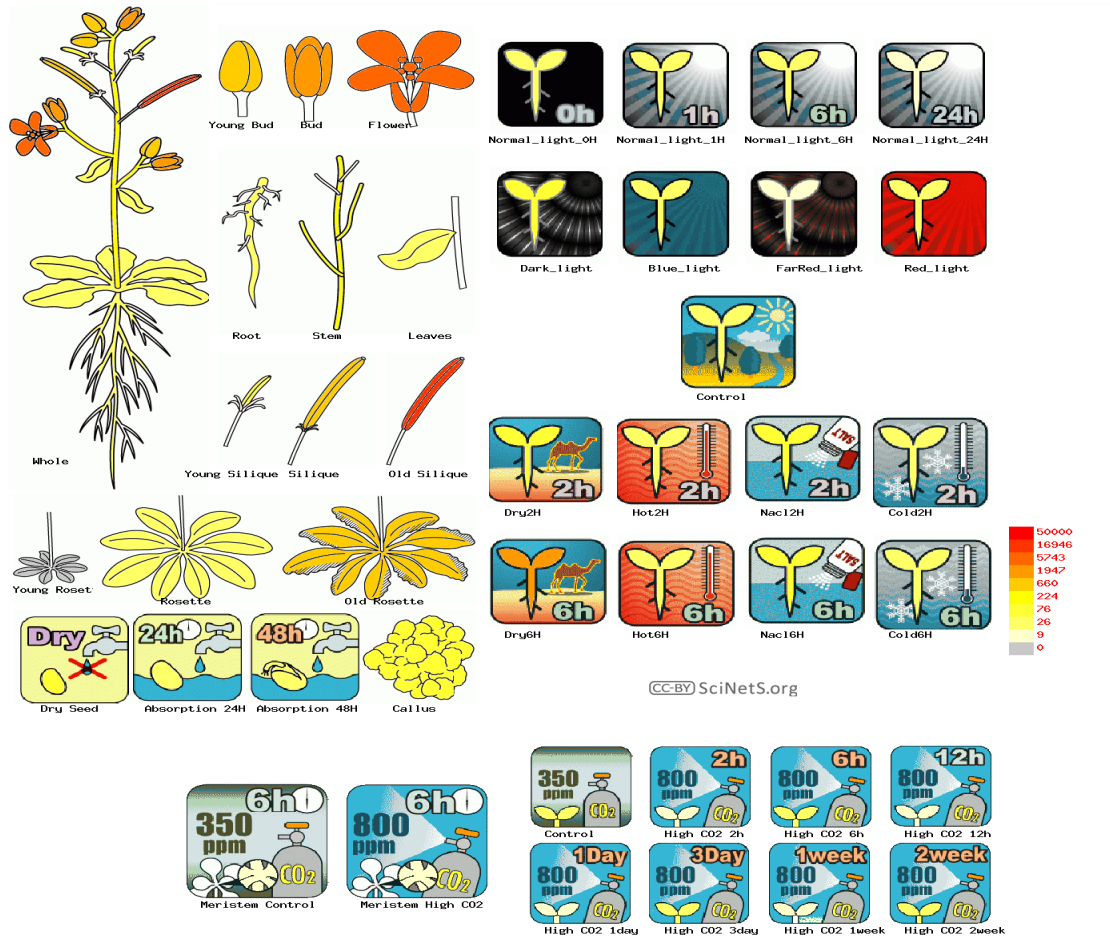 Young Bud
Bud
Flower
0h
1h
6h
24h
Normal_light_0H
Normal_light_1H
Normal_light_6H
Normal_light_24H
Dark_light
Blue_light
FarRed_light
Red_light
Root
Stem
Leaves
Control
Whole
Young Silique
Silique
Old Silique
SALT
2h
2h
2h
2h
Dry2H
Hot2H
Nacl2H
Cold2H
SALT
6h
6h
6h
6h
Dry6H
Hot6H
Nacl6H
Cold6H
50000
16946
5743
1947
660
224
76
26
9
0
Young Roset
Rosette
Old Rosette
Dry
24h
48h
Dry Seed
Absorption 24H
Absorption 48H
Callus
CC-BY SciNetS.org
6h
350
ppm
CO2
Meristem Control
6h
800
ppm
CO2
Meristem High CO2
350
ppm
CO2
Control
2h
800
ppm
CO2
High CO2 2h
6h
800
ppm
CO2
High CO2 6h
12h
800
ppm
CO2
High CO2 12h
1Day
800
ppm
CO2
High CO2 1day
3Day
800
ppm
CO2
High CO2 3day
1week
800
ppm
CO2
High CO2 1week
2week
800
ppm
CO2
High CO2 2week